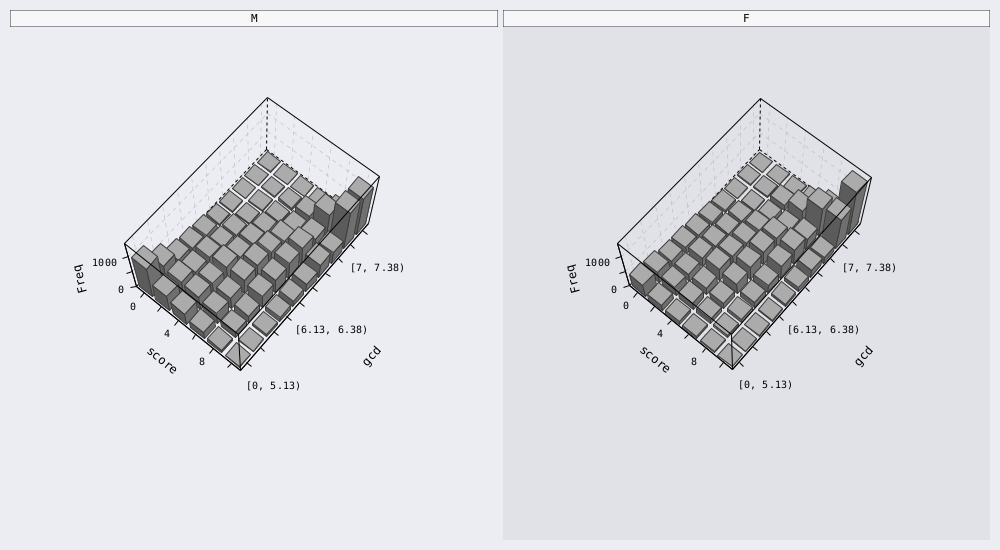 M
F
Freq
1000
0
0
4
8
score
[0, 5.13)
[6.13, 6.38)
[7, 7.38)
gcd
Freq
1000
0
0
4
8
score
[0, 5.13)
[6.13, 6.38)
[7, 7.38)
gcd